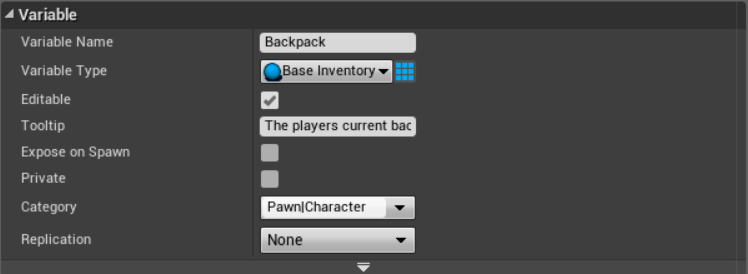 Variable
Variable Name Backpack
Variable Type Base Inventory
Editable
Tooltip The players current bac
Expose on Spawn
Private
Category Pawn|Character
Replication None